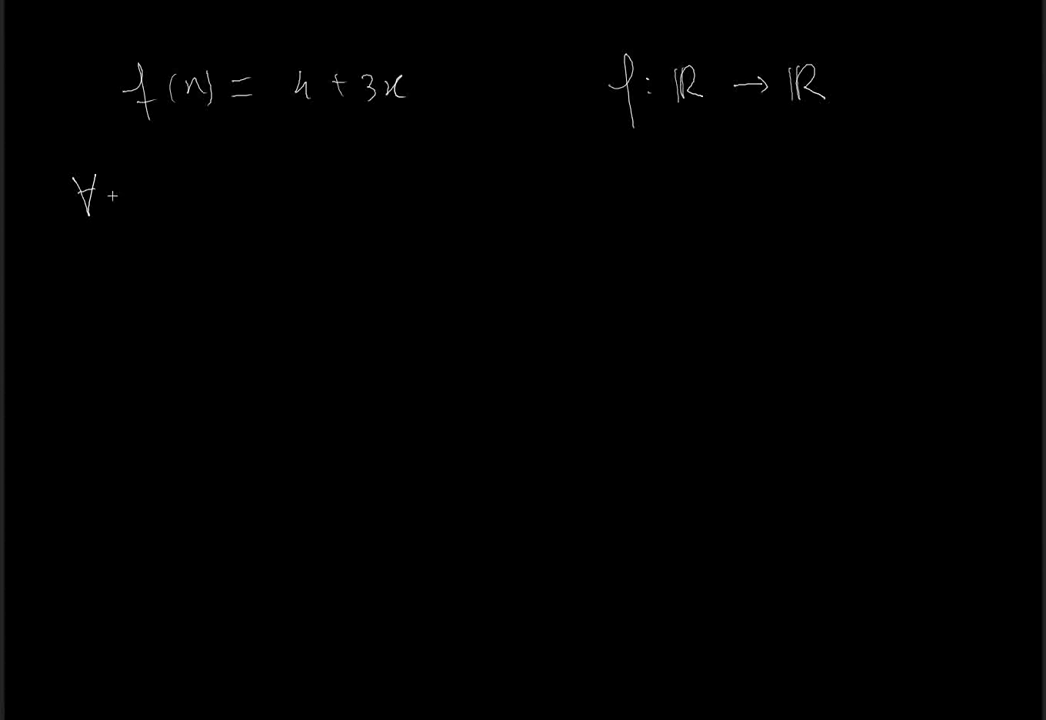 f(x) = 4 + 3x f: ℝ → ℝ
∀